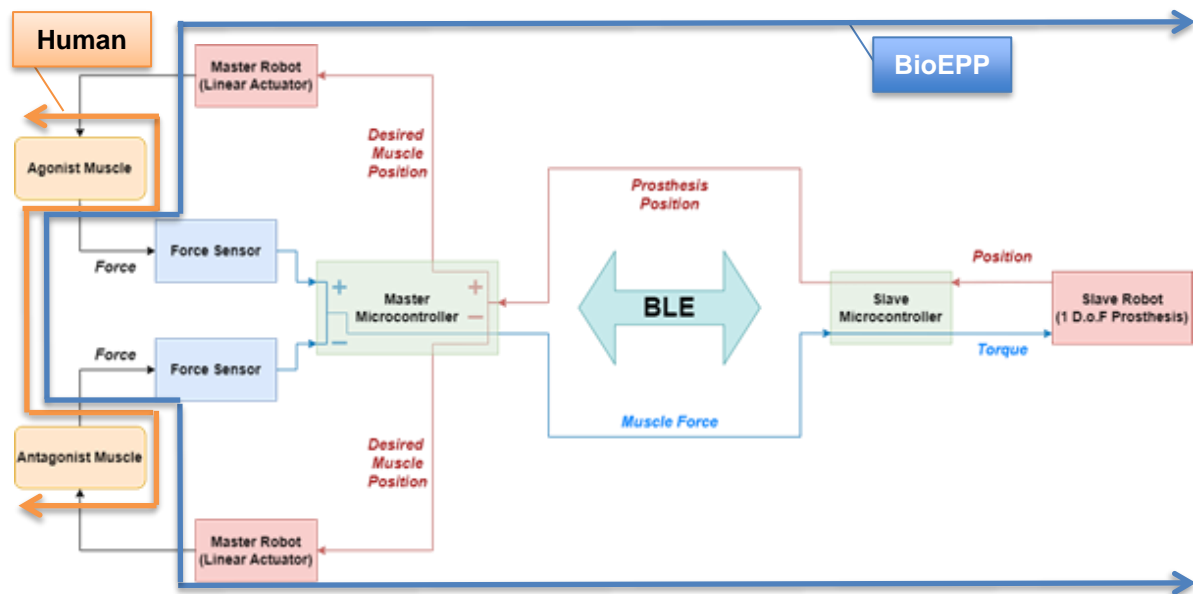 Human
BioEPP
Master Robot
(Linear Actuator)
Desired
Muscle
Position
Agonist Muscle
Prosthesis
Position
Force
Force Sensor
+
+
Master
Microcontroller
−
−
BLE
Slave
Microcontroller
Position
Slave Robot
(1 D.o.F Prosthesis)
Torque
Force
Force Sensor
Muscle Force
Antagonist Muscle
Desired
Muscle
Position
Master Robot
(Linear Actuator)